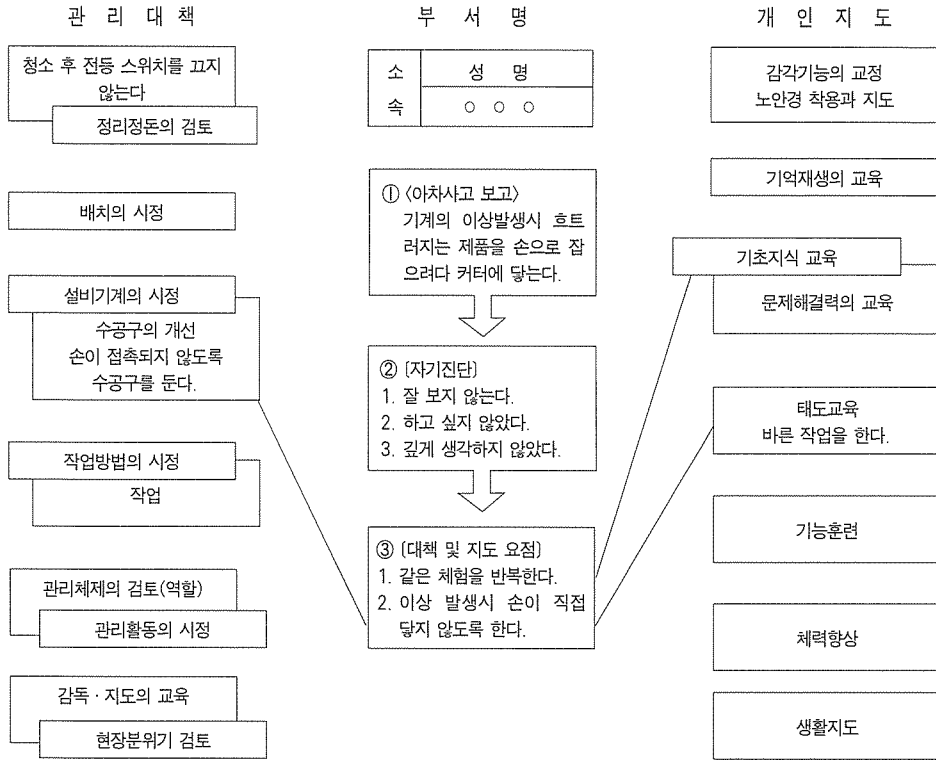 관 리 대 책
청소 후 전등 스위치를 끄지
않는다
정리정돈의 검토
배치의 시정
설비기계의 시정
수공구의 개선
손이 접촉되지 않도록
수공구를 둔다.
작업방법의 시정
작업
관리체제의 검토(역할)
관리활동의 시정
감독·지도의 교육
현장분위기 검토
부 서 명
소
속
성 명
○ ○ ○
① 〈아차사고 보고〉
기계의 이상발생시 흐트
러지는 제품을 손으로 잡
으려다 커터에 닿는다.
② [자기진단]
1. 잘 보지 않는다.
2. 하고 싶지 않았다.
3. 깊게 생각하지 않았다.
③ [대책 및 지도 요점]
1. 같은 체험을 반복한다.
2. 이상 발생시 손이 직접
닿지 않도록 한다.
개 인 지 도
감각기능의 교정
노안경 착용과 지도
기억재생의 교육
기초지식 교육
문제해결력의 교육
태도교육
바른 작업을 한다.
기능훈련
체력향상
생활지도